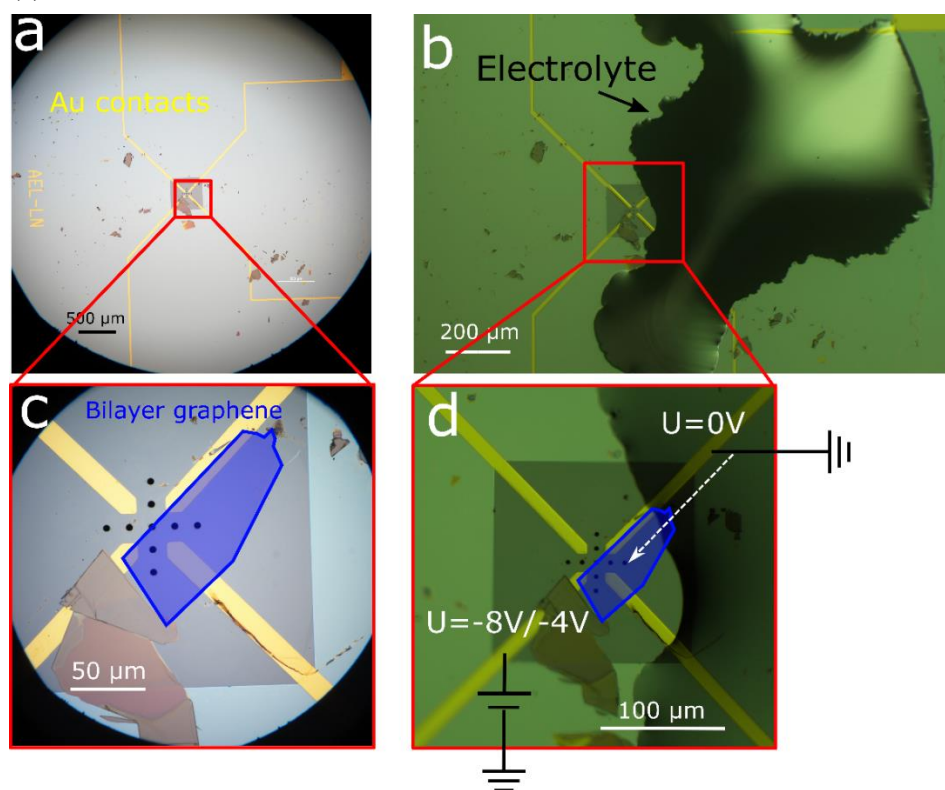 a
Au contacts
AEL-LN
500 µm
b
Electrolyte
200 µm
c
Bilayer graphene
50 µm
d
U=0V
U=-8V/-4V
100 µm